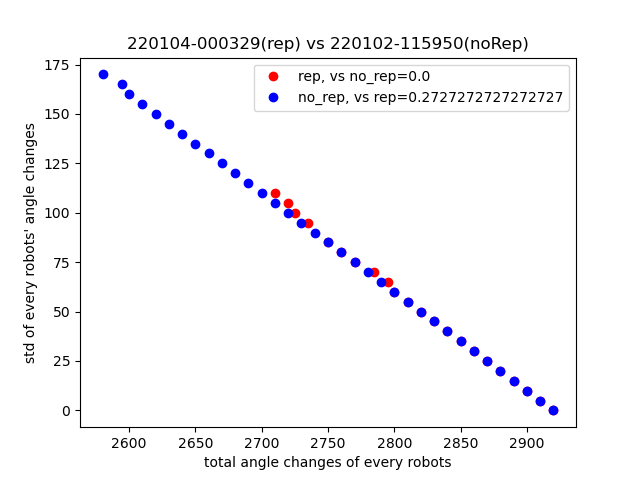 220104-000329(rep) vs 220102-115950(noRep)
rep, vs no_rep=0.0
no_rep, vs rep=0.2727272727272727
std of every robots' angle changes
175
150
125
100
75
50
25
0
2600 2650 2700 2750 2800 2850 2900
total angle changes of every robots